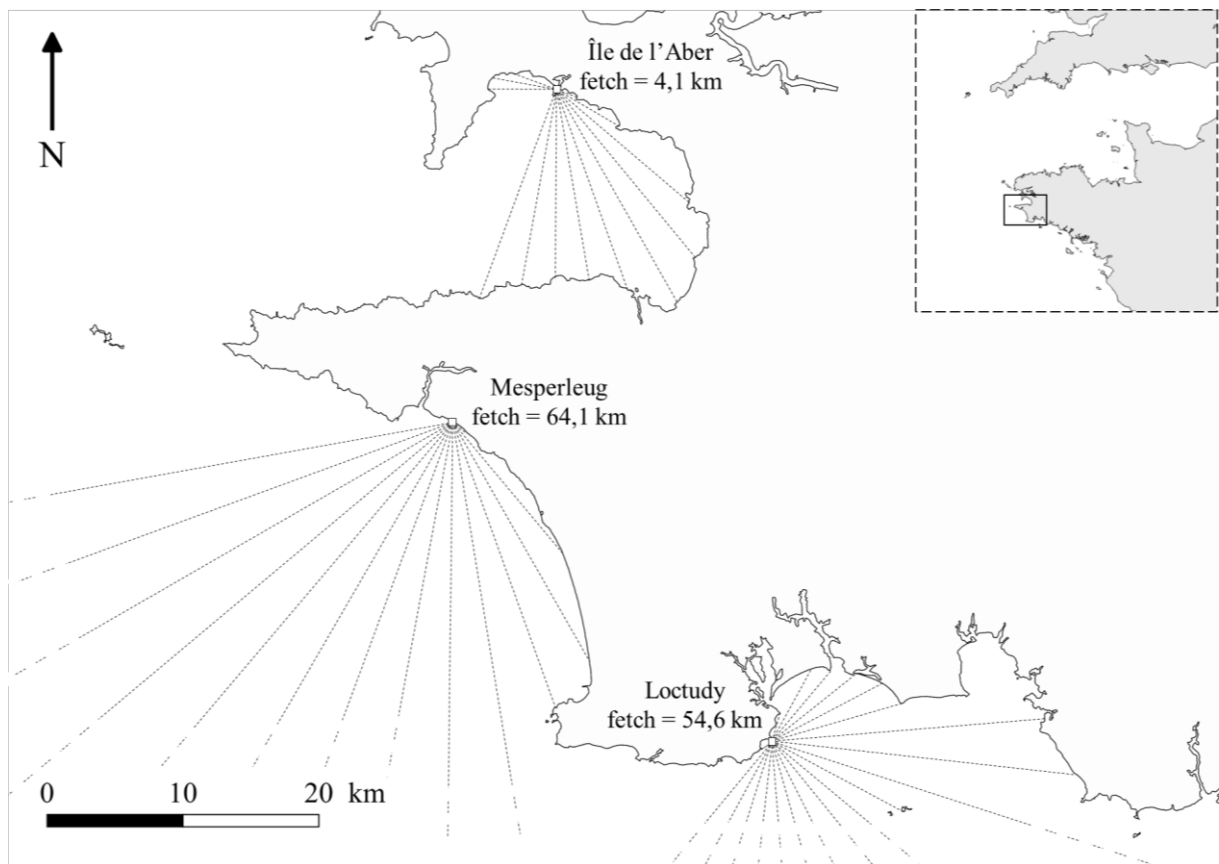 Île de l’Aber
fetch = 4,1 km
N
Mesperleug
fetch = 64,1 km
Loctudy
fetch = 54,6 km
0 10 20 km